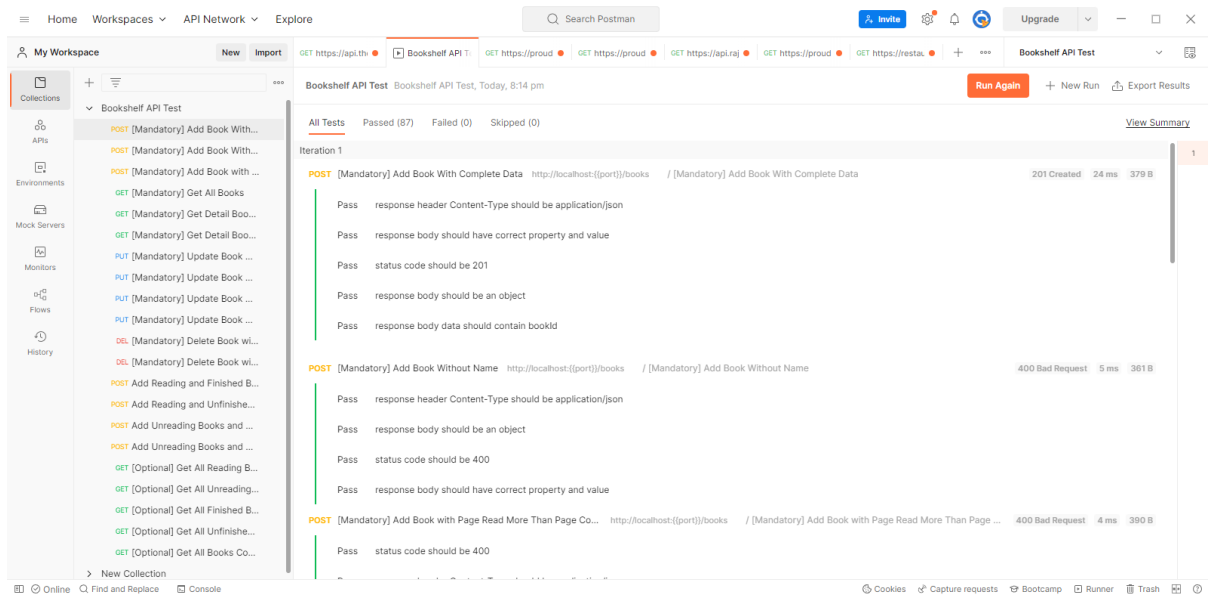 Home Workspaces API Network Explore Search Postman Invite Upgrade
My Workspace New Import GET https://api.the Bookshelf API T. GET https://proud GET https://proud GET https://api.raj GET https://proud GET https://restau Bookshelf API Test
Collections
APIs
Environments
Mock Servers
Monitors
Flows
History
Bookshelf API Test
POST [Mandatory] Add Book With...
POST [Mandatory] Add Book With...
POST [Mandatory] Add Book with ...
GET [Mandatory] Get All Books
GET [Mandatory] Get Detail Boo...
GET [Mandatory] Get Detail Boo...
PUT [Mandatory] Update Book ...
PUT [Mandatory] Update Book ...
PUT [Mandatory] Update Book ...
PUT [Mandatory] Update Book ...
DEL [Mandatory] Delete Book wi...
DEL [Mandatory] Delete Book wi...
POST Add Reading and Finished B...
POST Add Reading and Unfinishe...
POST Add Unreading Books and ...
POST Add Unreading Books and ...
GET [Optional] Get All Reading B...
GET [Optional] Get All Unreading...
GET [Optional] Get All Finished B...
GET [Optional] Get All Unfinishe...
GET [Optional] Get All Books Co...
New Collection
Bookshelf API Test Bookshelf API Test, Today, 8:14 pm Run Again New Run Export Results
All Tests Passed (87) Failed (0) Skipped (0) View Summary
Iteration 1 1
POST [Mandatory] Add Book With Complete Data http://localhost:{{port}}/books / [Mandatory] Add Book With Complete Data 201 Created 24 ms 379 B
Pass response header Content-Type should be application/json
Pass response body should have correct property and value
Pass status code should be 201
Pass response body should be an object
Pass response body data should contain bookId
POST [Mandatory] Add Book Without Name http://localhost:{{port}}/books / [Mandatory] Add Book Without Name 400 Bad Request 5 ms 361 B
Pass response header Content-Type should be application/json
Pass response body should be an object
Pass status code should be 400
Pass response body should have correct property and value
POST [Mandatory] Add Book with Page Read More Than Page Co... http://localhost:{{port}}/books / [Mandatory] Add Book with Page Read More Than Page ... 400 Bad Request 4 ms 390 B
Pass status code should be 400
Online Find and Replace Console Cookies Capture requests Bootcamp Runner Trash